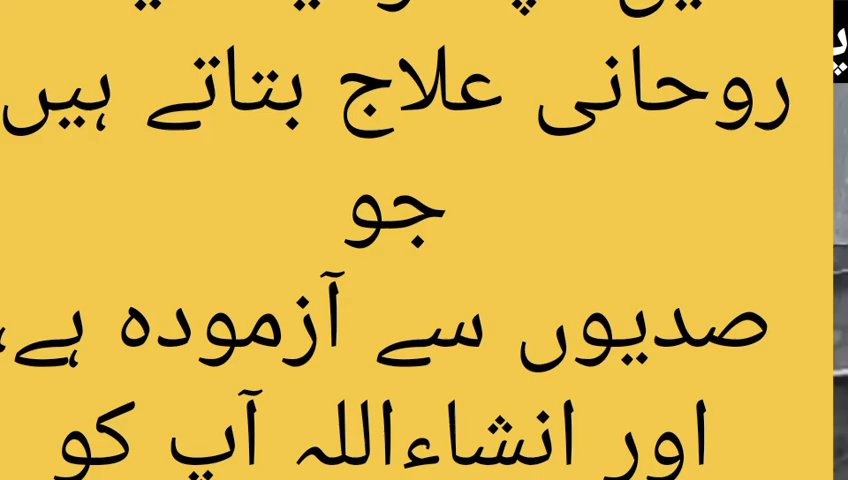 روحانی علاج بتاتے ہیں
جو
صدیوں سے آزمودہ ہے،
اور انشاءاللہ آپ کو